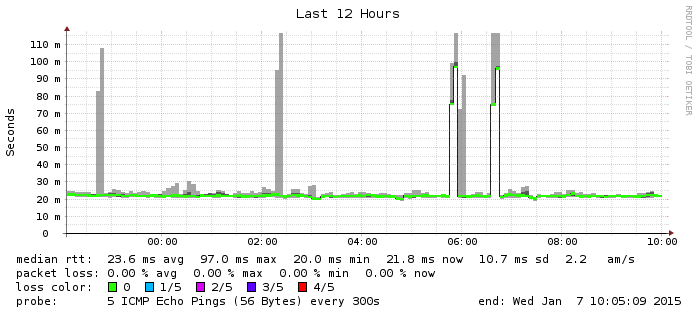 Last 12 Hours
RRDTOOL / TOBI OETIKER
Seconds
110 m
100 m
90 m
80 m
70 m
60 m
50 m
40 m
30 m
20 m
10 m
0
00:00 02:00 04:00 06:00 08:00 10:00
median rtt: 23.6 ms avg 97.0 ms max 20.0 ms min 21.8 ms now 10.7 ms sd 2.2 am/s
packet loss: 0.00 % avg 0.00 % max 0.00 % min 0.00 % now
loss color: 0 1/5 2/5 3/5 4/5
probe: 5 ICMP Echo Pings (56 Bytes) every 300s end: Wed Jan 7 10:05:09 2015